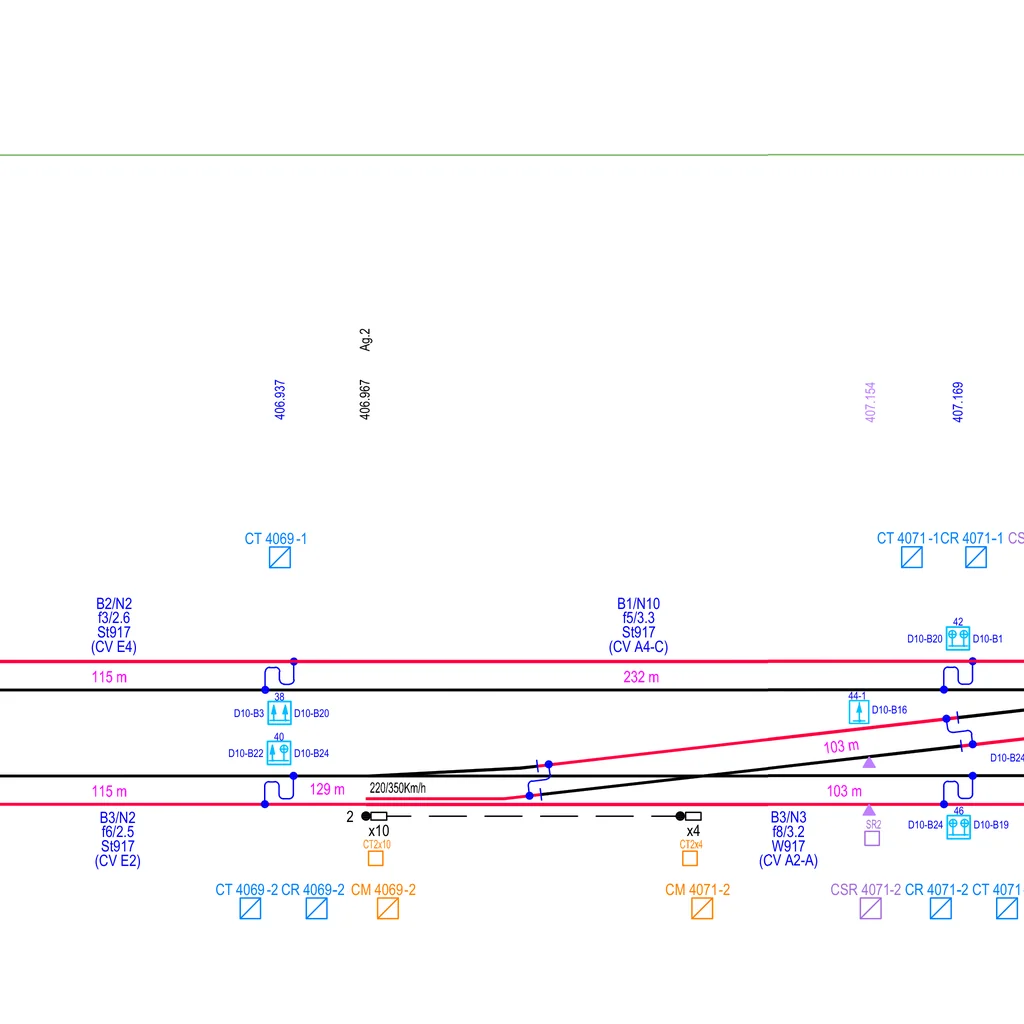 Ag.2
406.937
406.967
407.154
407.169
CT 4069-1
CT 4071-1
CR 4071-1
CS
B2/N2
f3/2.6
St917
(CV E4)
B1/N10
f5/3.3
St917
(CV A4-C)
42
D10-B20
D10-B1
115 m
232 m
38
D10-B3
D10-B20
44-1
D10-B16
40
D10-B22
D10-B24
103 m
D10-B24
115 m
129 m
220/350Km/h
103 m
B3/N2
f6/2.5
St917
(CV E2)
2
x10
CT2x10
x4
CT2x4
B3/N3
f8/3.2
W917
(CV A2-A)
SR2
46
D10-B24
D10-B19
CT 4069-2
CR 4069-2
CM 4069-2
CM 4071-2
CSR 4071-2
CR 4071-2
CT 4071